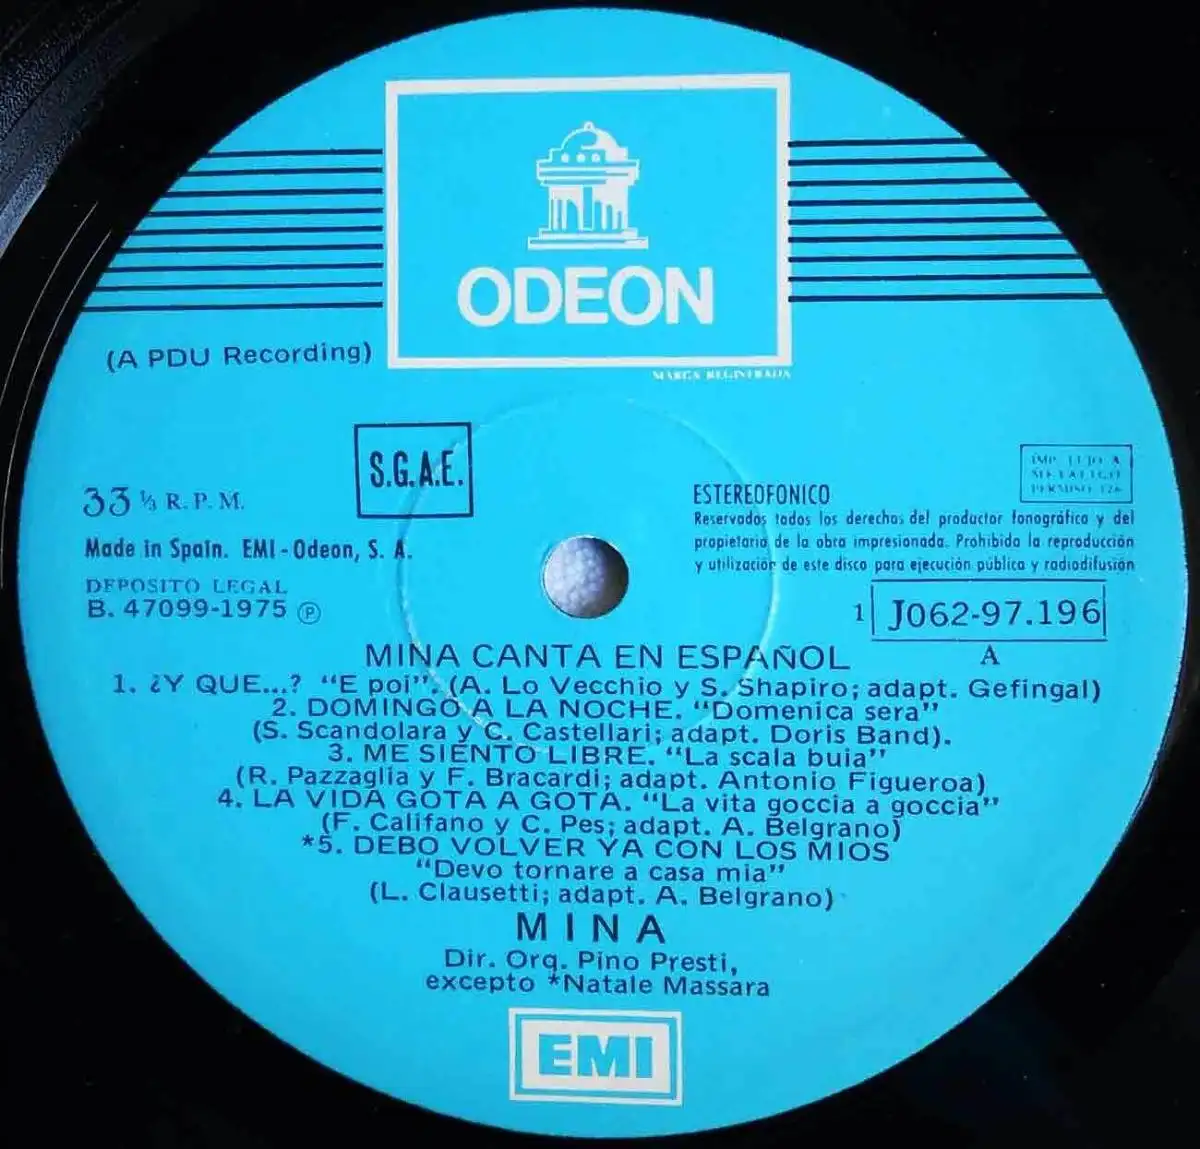 ODEON
MARCA REGISTRADA
(A PDU Recording)
S.G.A.E.
33 ⅓ R. P. M.
Made in Spain. EMI - Odeon, S. A.
DEPOSITO LEGAL
B. 47099-1975 Ⓟ
IMP
PERMISO 126
ESTEREOFONICO
Reservados todos los derechos del productor fonográfico y del
propietario de la obra impresionada. Prohibida la reproducción
y utilización de este disco para ejecución pública y radiodifusión
1 J062-97.196
A
MINA CANTA EN ESPAÑOL
1. ¿Y QUE...? "E poi". (A. Lo Vecchio y S. Shapiro; adapt. Gefingal)
2. DOMINGO A LA NOCHE. "Domenica sera"
(S. Scandolara y C. Castellari; adapt. Doris Band).
3. ME SIENTO LIBRE. "La scala buia"
(R. Pazzaglia y F. Bracardi; adapt. Antonio Figueroa)
4. LA VIDA GOTA A GOTA. "La vita goccia a goccia"
(F. Califano y C. Pes; adapt. A. Belgrano)
*5. DEBO VOLVER YA CON LOS MIOS
"Devo tornare a casa mia"
(L. Clausetti; adapt. A. Belgrano)
MINA
Dir. Orq. Pino Presti,
excepto *Natale Massara
EMI